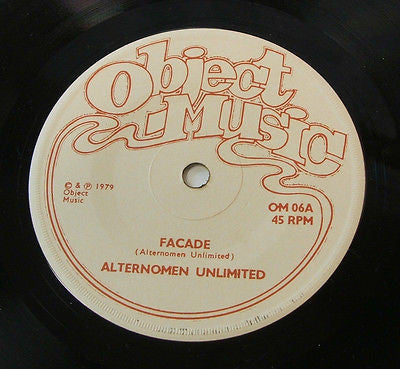 Object
Music
© & ℗ 1979
Object
Music
OM 06A
45 RPM
FACADE
(Alternomen Unlimited)
ALTERNOMEN UNLIMITED